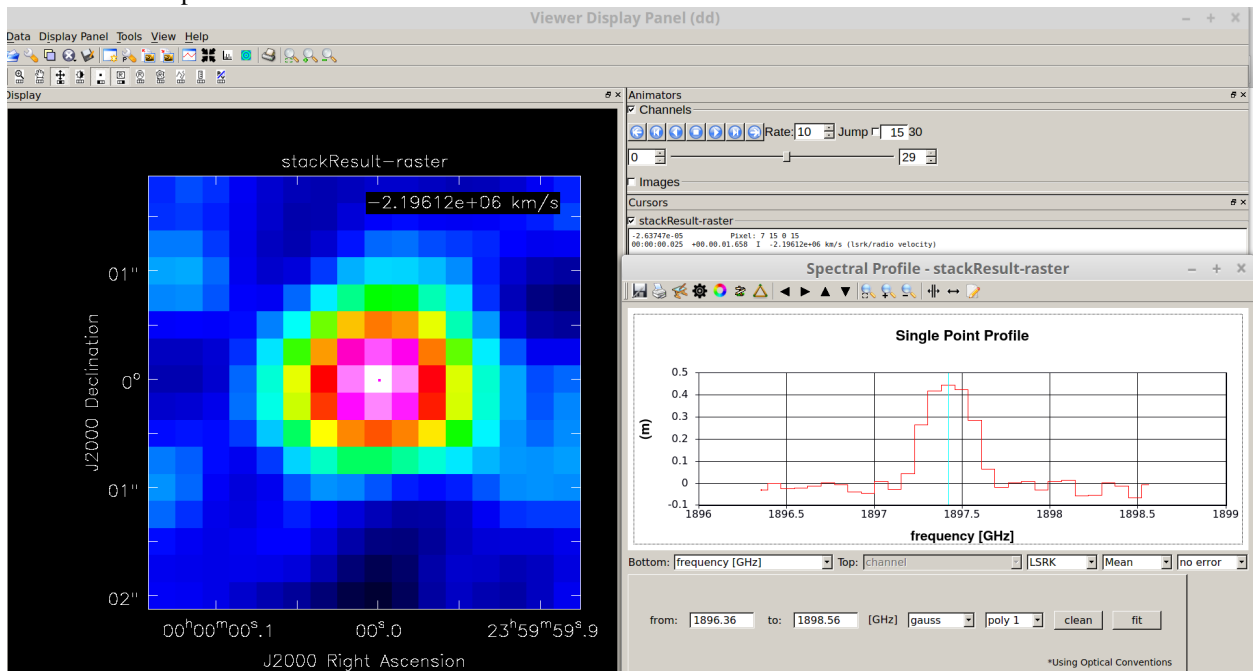 Viewer Display Panel (dd)
Data Display Panel Tools View Help
Display
Animators
Channels
Rate: 10 Jump 15 30
0 29
Images
Cursors
stackResult-raster
-2.63747e-05 Pixel: 7 15 0 15
00:00:00.025 +00.00.01.658 I -2.19612e+06 km/s (lsrk/radio velocity)
stackResult-raster
-2.19612e+06 km/s
01"
0°
01"
02"
J2000 Declination
00h00m00s.1 00s.0 23h59m59s.9
J2000 Right Ascension
Spectral Profile - stackResult-raster
Single Point Profile
(m)
0.5
0.4
0.3
0.2
0.1
0
-0.1
1896 1896.5 1897 1897.5 1898 1898.5 1899
frequency [GHz]
Bottom: frequency [GHz] Top: channel LSRK Mean no error
from: 1896.36 to: 1898.56 [GHz] gauss poly 1 clean fit
*Using Optical Conventions